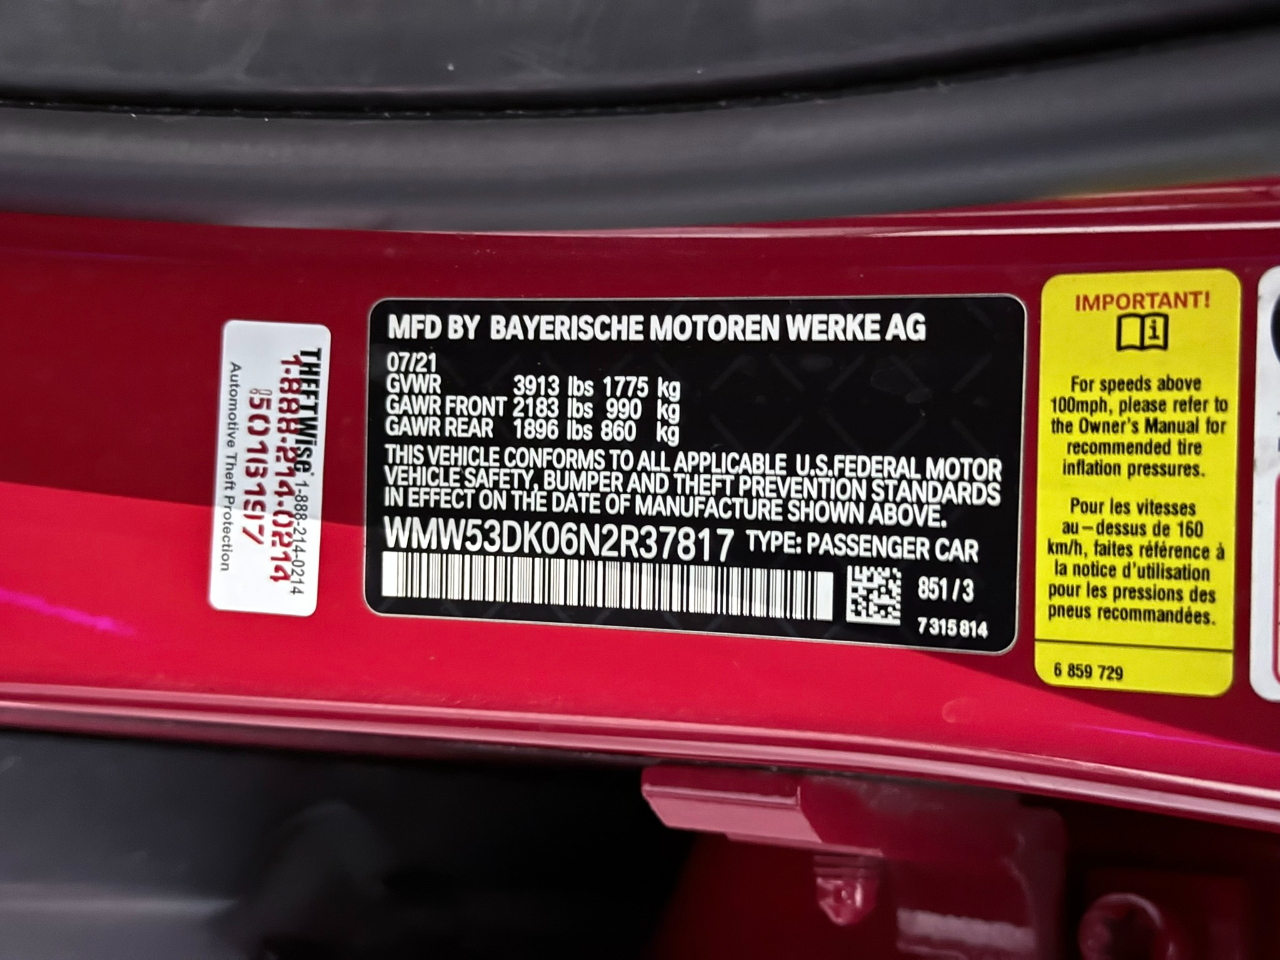 THEFTWise 1-888-214-0214
1-888-214-0214
Automotive Theft Protection
MFD BY BAYERISCHE MOTOREN WERKE AG
07/21
GVWR 3913 lbs 1775 kg
GAWR FRONT 2183 lbs 990 kg
GAWR REAR 1896 lbs 860 kg
THIS VEHICLE CONFORMS TO ALL APPLICABLE U.S.FEDERAL MOTOR
VEHICLE SAFETY, BUMPER AND THEFT PREVENTION STANDARDS
IN EFFECT ON THE DATE OF MANUFACTURE SHOWN ABOVE.
WMW53DK06N2R37817 TYPE: PASSENGER CAR
851/3
7315814
IMPORTANT!
For speeds above
100mph, please refer to
the Owner's Manual for
recommended tire
inflation pressures.
Pour les vitesses
au-dessus de 160
km/h, faites référence à
la notice d'utilisation
pour les pressions des
pneus recommandées.
6 859 729